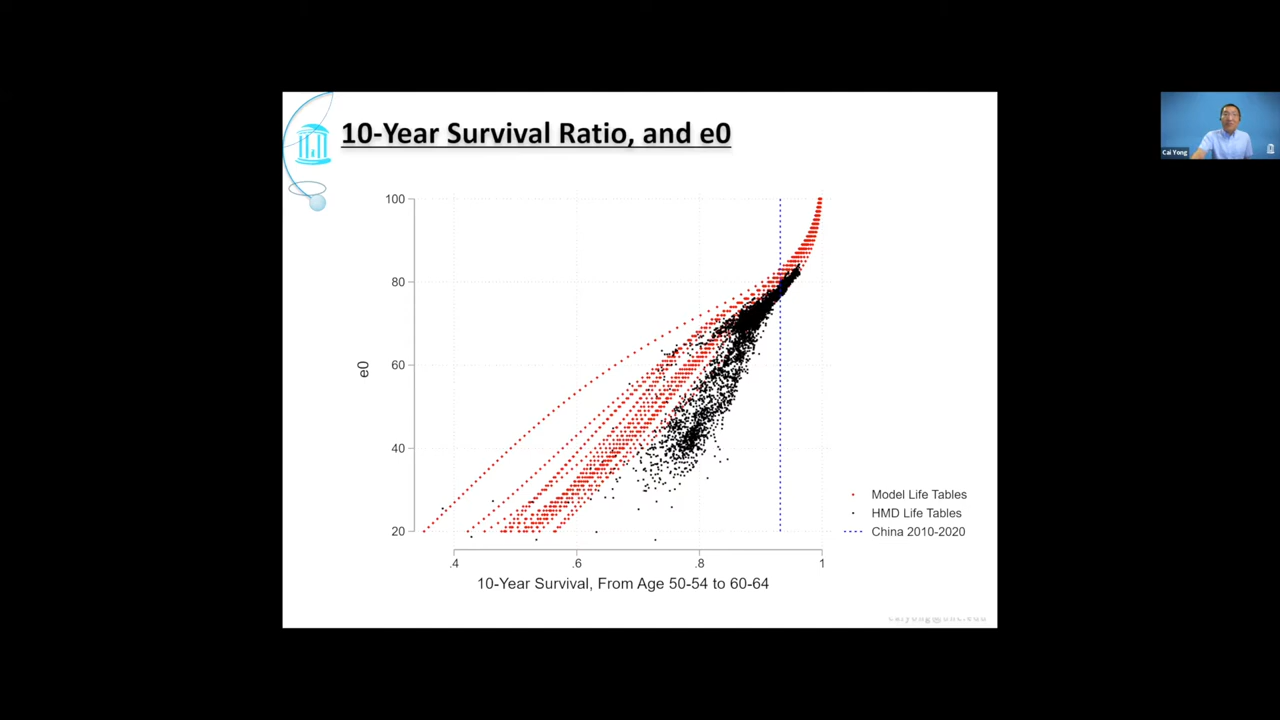 10-Year Survival Ratio, and e0
Cai Yong
100
80
60
40
20
e0
.4
.6
.8
1
10-Year Survival, From Age 50-54 to 60-64
Model Life Tables
HMD Life Tables
China 2010-2020